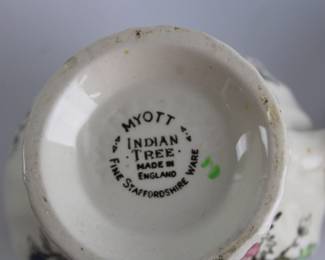 MYOTT
INDIAN
TREE
MADE IN
ENGLAND
FINE STAFFORDSHIRE WARE